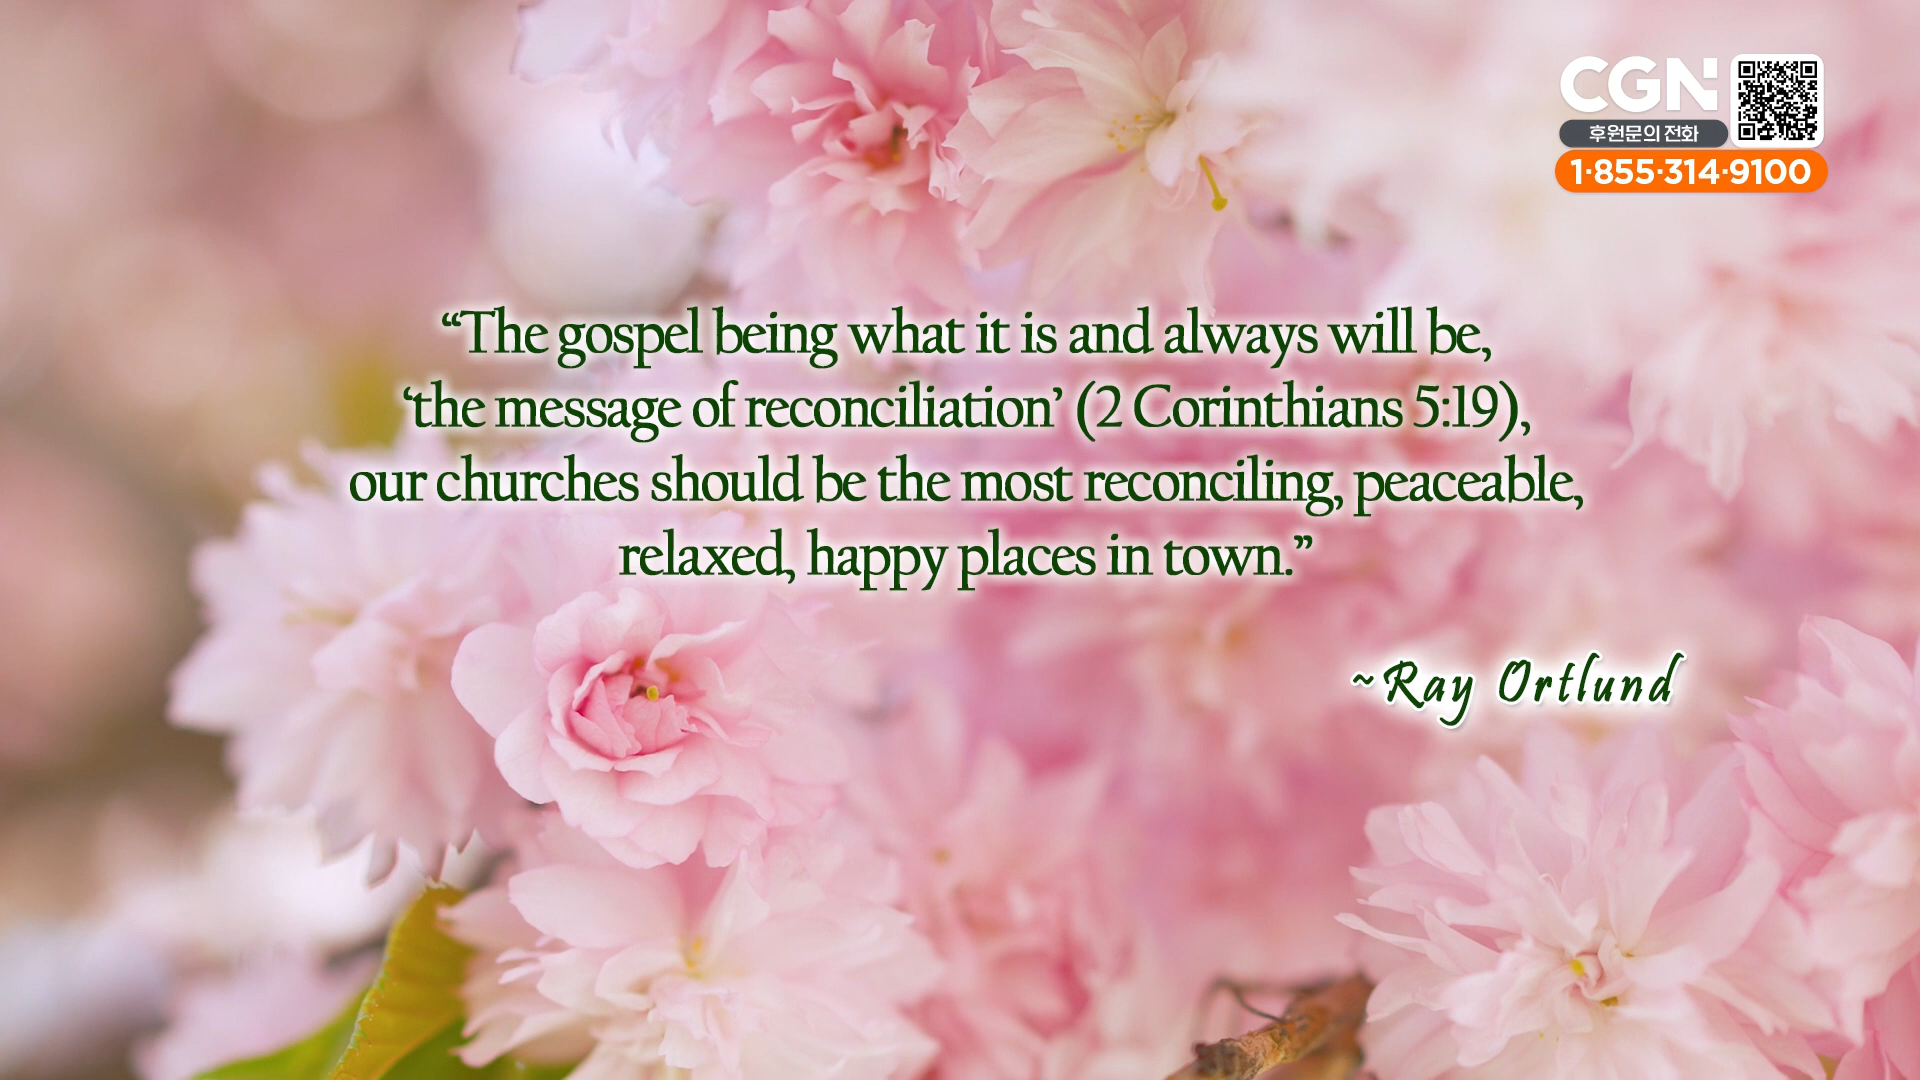 CGN
후원문의 전화
1·855·314·9100
“The gospel being what it is and always will be,
‘the message of reconciliation’ (2 Corinthians 5:19),
our churches should be the most reconciling, peaceable,
relaxed, happy places in town.”
~Ray Ortlund